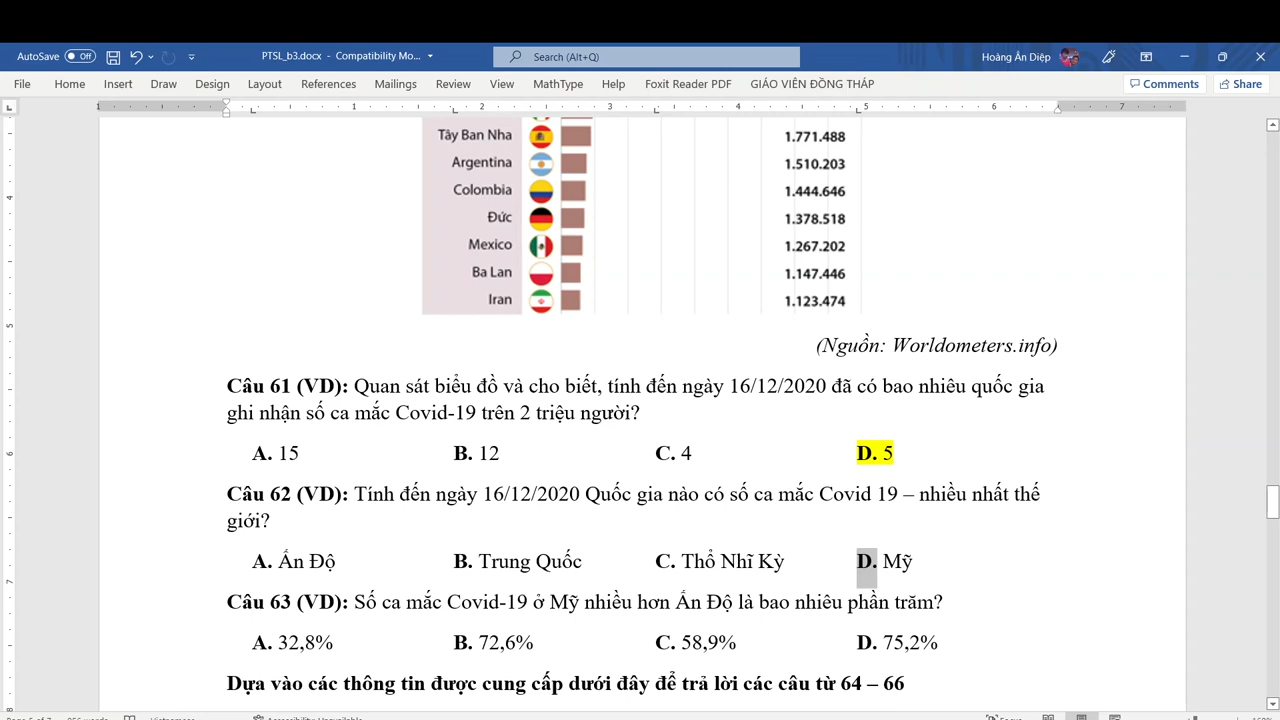 AutoSave Off PTSL_b3.docx - Compatibility Mo... Search (Alt+Q) Hoàng Ân Diệp
File Home Insert Draw Design Layout References Mailings Review View MathType Help Foxit Reader PDF GIÁO VIÊN ĐỒNG THÁP Comments Share
1 1 2 3 4 5 6 7
Tây Ban Nha 1.771.488
Argentina 1.510.203
Colombia 1.444.646
Đức 1.378.518
Mexico 1.267.202
Ba Lan 1.147.446
Iran 1.123.474
(Nguồn: Worldometers.info)
Câu 61 (VD): Quan sát biểu đồ và cho biết, tính đến ngày 16/12/2020 đã có bao nhiêu quốc gia
ghi nhận số ca mắc Covid-19 trên 2 triệu người?
A. 15 B. 12 C. 4 D. 5
Câu 62 (VD): Tính đến ngày 16/12/2020 Quốc gia nào có số ca mắc Covid 19 – nhiều nhất thế
giới?
A. Ấn Độ B. Trung Quốc C. Thổ Nhĩ Kỳ D. Mỹ
Câu 63 (VD): Số ca mắc Covid-19 ở Mỹ nhiều hơn Ấn Độ là bao nhiêu phần trăm?
A. 32,8% B. 72,6% C. 58,9% D. 75,2%
Dựa vào các thông tin được cung cấp dưới đây để trả lời các câu từ 64 – 66